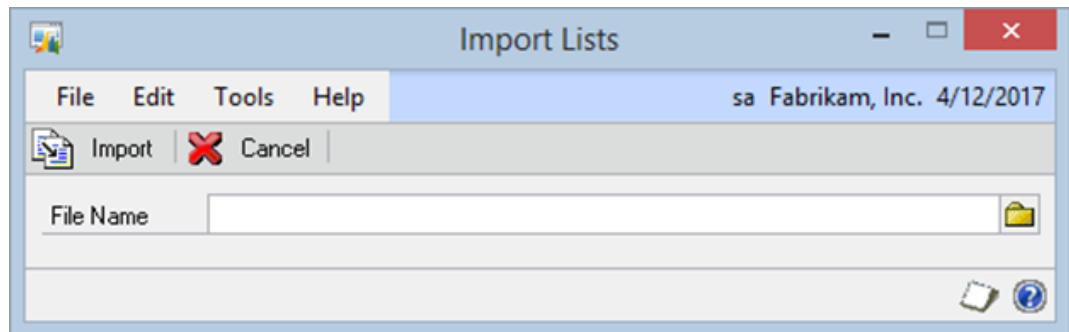 Import Lists
File Edit Tools Help sa Fabrikam, Inc. 4/12/2017
Import Cancel
File Name